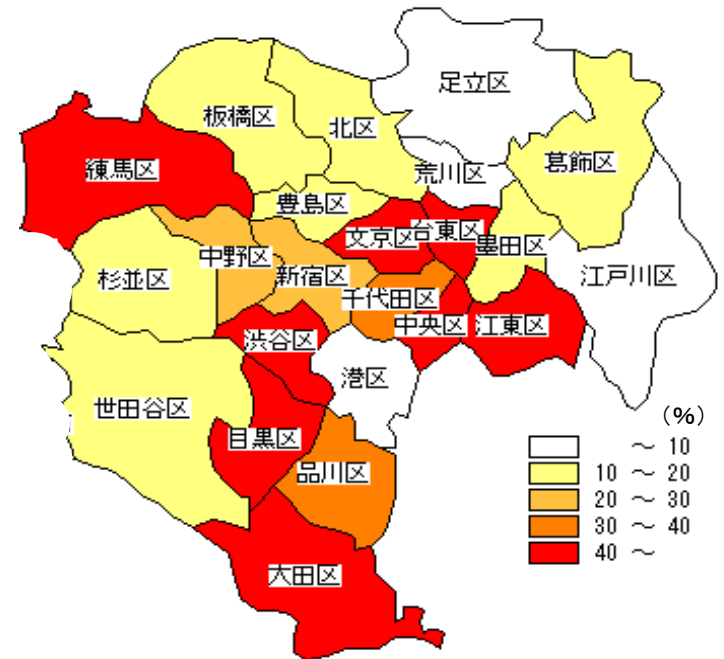 足立区
板橋区
北区
葛飾区
練馬区
荒川区
豊島区
文京区
台東区
墨田区
中野区
新宿区
江戸川区
杉並区
千代田区
中央区
江東区
渋谷区
港区
世田谷区
目黒区
品川区
大田区
(%)
～ 10
10 ～ 20
20 ～ 30
30 ～ 40
40 ～